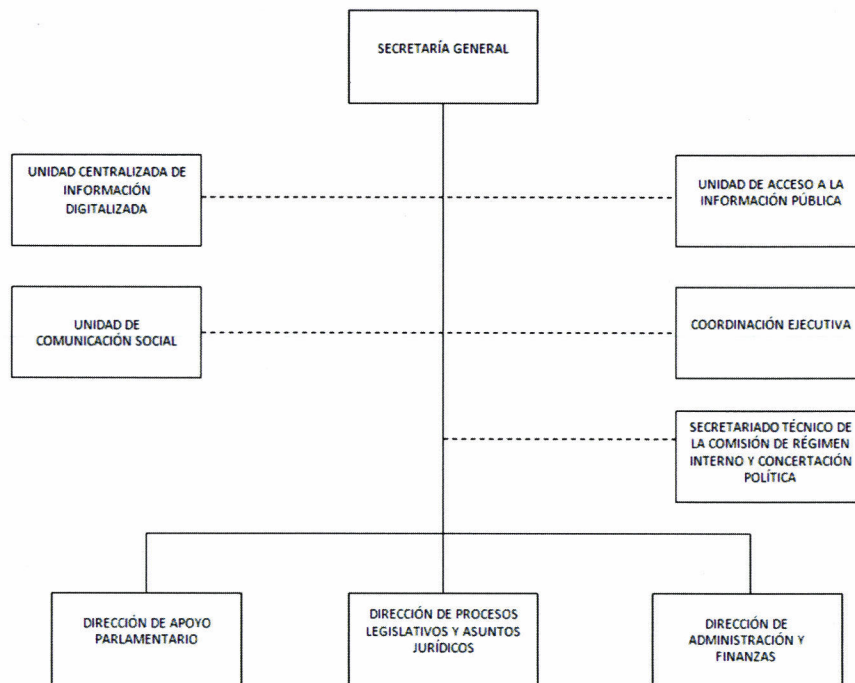 SECRETARÍA GENERAL
UNIDAD CENTRALIZADA DE
INFORMACIÓN
DIGITALIZADA
UNIDAD DE ACCESO A LA
INFORMACIÓN PÚBLICA
UNIDAD DE
COMUNICACIÓN SOCIAL
COORDINACIÓN EJECUTIVA
SECRETARIADO TÉCNICO DE
LA COMISIÓN DE RÉGIMEN
INTERNO Y CONCERTACIÓN
POLÍTICA
DIRECCIÓN DE APOYO
PARLAMENTARIO
DIRECCIÓN DE PROCESOS
LEGISLATIVOS Y ASUNTOS
JURÍDICOS
DIRECCIÓN DE
ADMINISTRACIÓN Y
FINANZAS